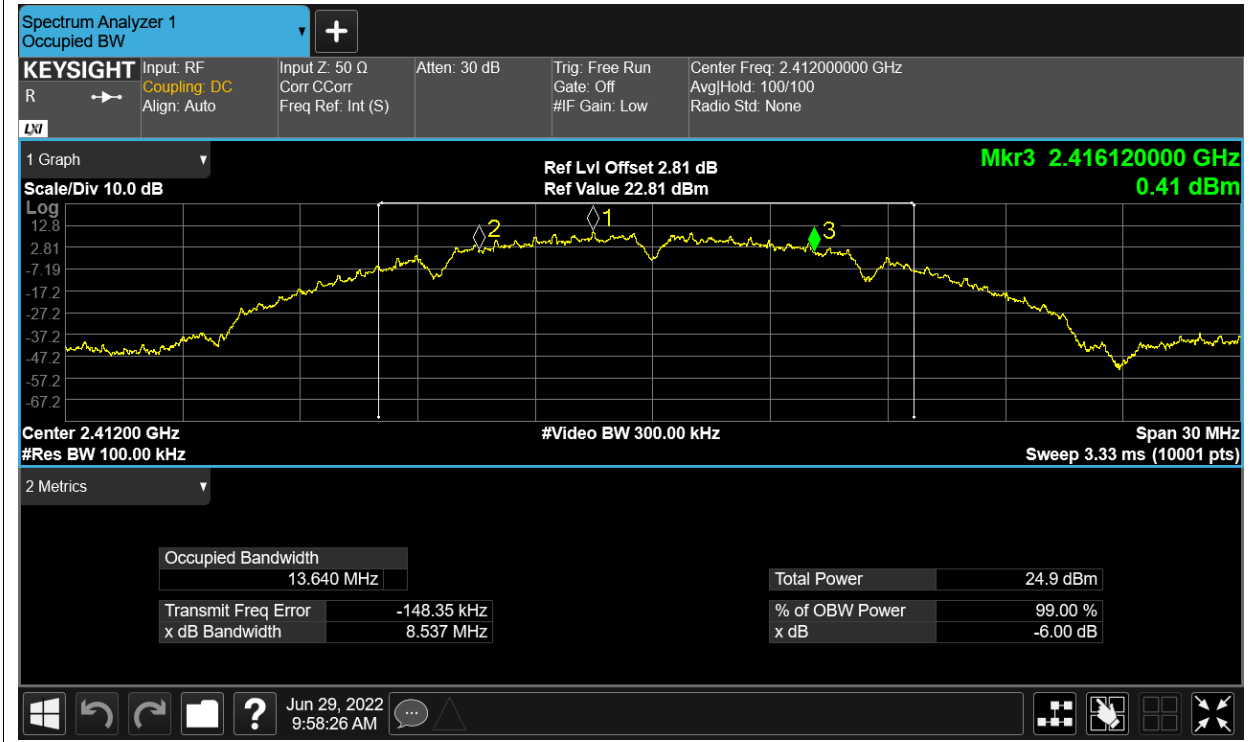 Spectrum Analyzer 1
Occupied BW
KEYSIGHT
R
LXI
Input: RF
Coupling: DC
Align: Auto
Input Z: 50 Ω
Corr CCorr
Freq Ref: Int (S)
Atten: 30 dB
Trig: Free Run
Gate: Off
#IF Gain: Low
Center Freq: 2.412000000 GHz
Avg|Hold: 100/100
Radio Std: None
1 Graph
Scale/Div 10.0 dB
Ref Lvl Offset 2.81 dB
Ref Value 22.81 dBm
Mkr3 2.416120000 GHz
0.41 dBm
Log
12.8
2.81
-7.19
-17.2
-27.2
-37.2
-47.2
-57.2
-67.2
2
1
3
Center 2.41200 GHz
#Video BW 300.00 kHz
Span 30 MHz
#Res BW 100.00 kHz
Sweep 3.33 ms (10001 pts)
2 Metrics
Occupied Bandwidth
13.640 MHz
Transmit Freq Error -148.35 kHz
x dB Bandwidth 8.537 MHz
Total Power 24.9 dBm
% of OBW Power 99.00 %
x dB -6.00 dB
?
Jun 29, 2022
9:58:26 AM